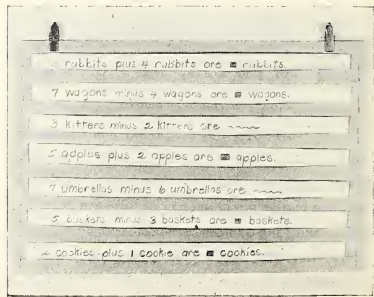 rabbits plus 4 rabbits are ■ rabbits.
7 wagons minus 4 wagons are ■ wagons.
3 kittens minus 2 kittens are ~~~~
5 apples plus 2 apples are ■ apples.
7 umbrellas minus 6 umbrellas are ~~~~
5 baskets minus 3 baskets are ■ baskets.
cookies plus 1 cookie are ■ cookies.